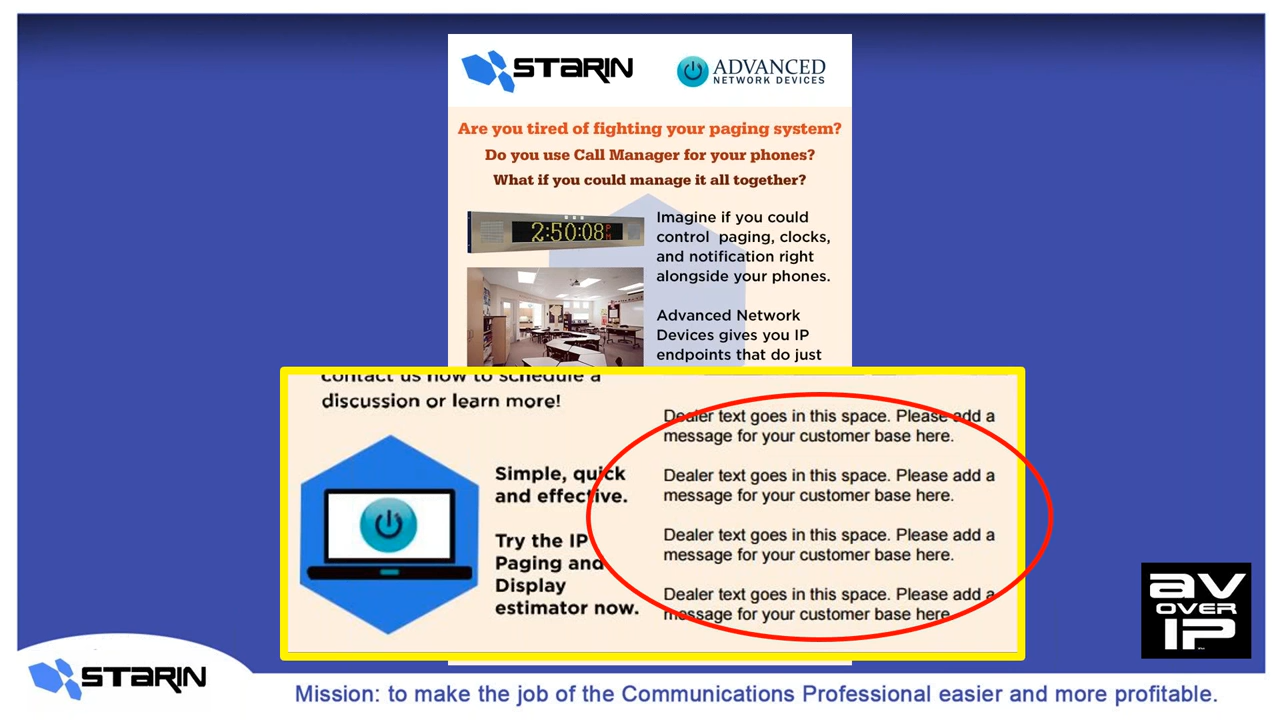 STARIN
ADVANCED
NETWORK DEVICES
Are you tired of fighting your paging system?
Do you use Call Manager for your phones?
What if you could manage it all together?
2:50:08 PM
Imagine if you could
control paging, clocks,
and notification right
alongside your phones.
Advanced Network
Devices gives you IP
endpoints that do just
contact us now to schedule a
discussion or learn more!
Simple, quick
and effective.
Try the IP
Paging and
Display
estimator now.
Dealer text goes in this space. Please add a
message for your customer base here.
Dealer text goes in this space. Please add a
message for your customer base here.
Dealer text goes in this space. Please add a
message for your customer base here.
Dealer text goes in this space. Please add a
message for your customer base here.
AV
OVER
IP
STARIN
Mission: to make the job of the Communications Professional easier and more profitable.